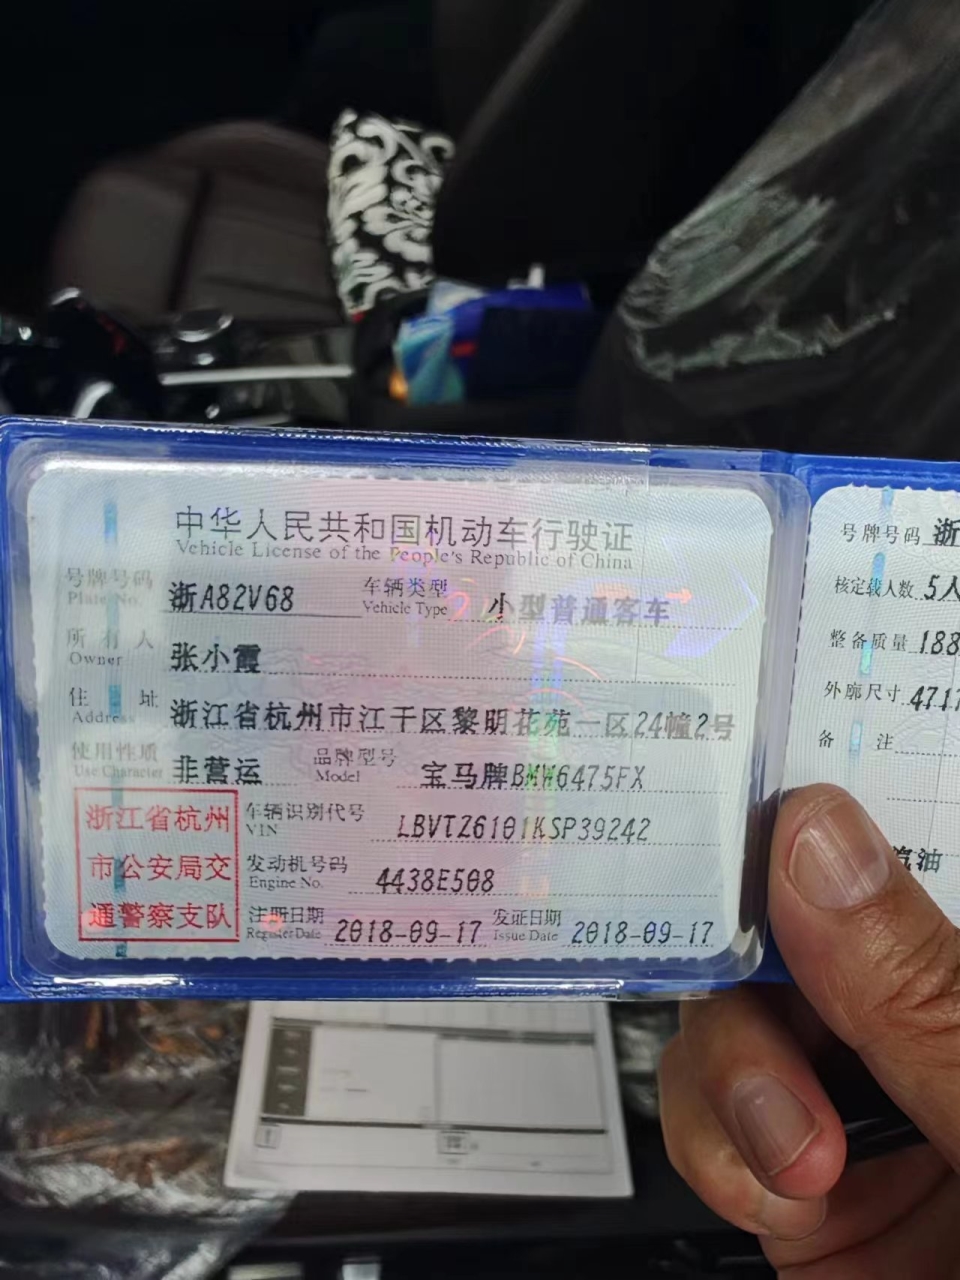 中华人民共和国机动车行驶证
Vehicle License of the People's Republic of China
号牌号码 浙A82V68 车辆类型 小型普通客车
Plate No. Vehicle Type
所有人 张小霞
Owner
住址 浙江省杭州市江干区黎明花苑一区24幢2号
Address
使用性质 非营运 品牌型号 宝马牌BMW6475FX
Use Character Model
浙江省杭州
市公安局交
通警察支队
车辆识别代号 LBVTZ6101KSP39242
VIN
发动机号码 4438E508
Engine No.
注册日期 2018-09-17 发证日期 2018-09-17
Register Date Issue Date
号牌号码 浙
核定载人数 5人
整备质量 188
外廓尺寸 471
备注
汽油